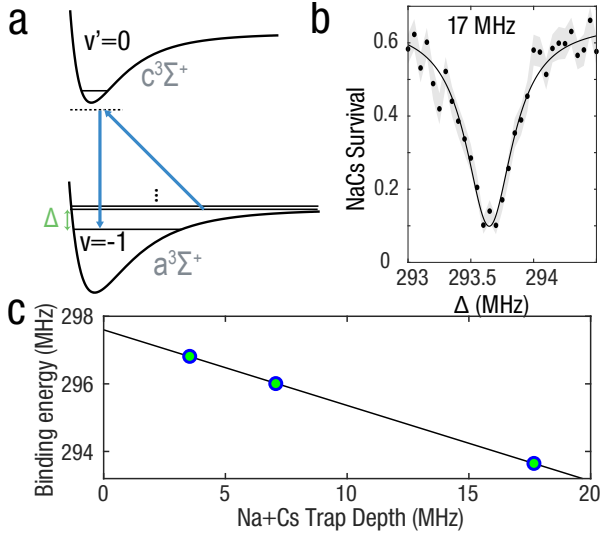 a
v'=0
c³Σ⁺
Δ
⋮
v=-1
a³Σ⁺
b
17 MHz
NaCs Survival
0.6
0.4
0.2
0
293
293.5
294
Δ (MHz)
c
Binding energy (MHz)
298
296
294
0
5
10
15
20
Na+Cs Trap Depth (MHz)